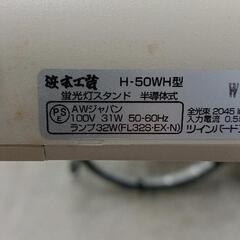 H-50WH型
蛍光灯スタンド 半導体式
PS
E
AWジャパン
100V 31W 50-60Hz
ランプ32W(FL32S·EX-N)
W
全光束 2045
入力電流 0.5
ツインバード